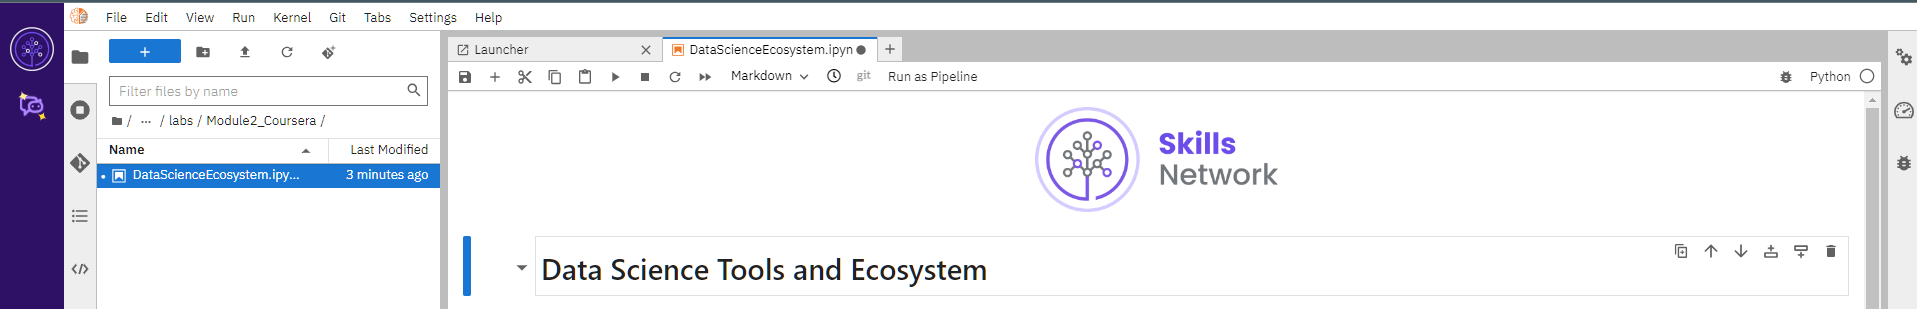 File Edit View Run Kernel Git Tabs Settings Help
Launcher
DataScienceEcosystem.ipyn
Filter files by name
/ ... / labs / Module2_Coursera /
Name Last Modified
DataScienceEcosystem.ipy... 3 minutes ago
Markdown git Run as Pipeline Python
Skills
Network
Data Science Tools and Ecosystem